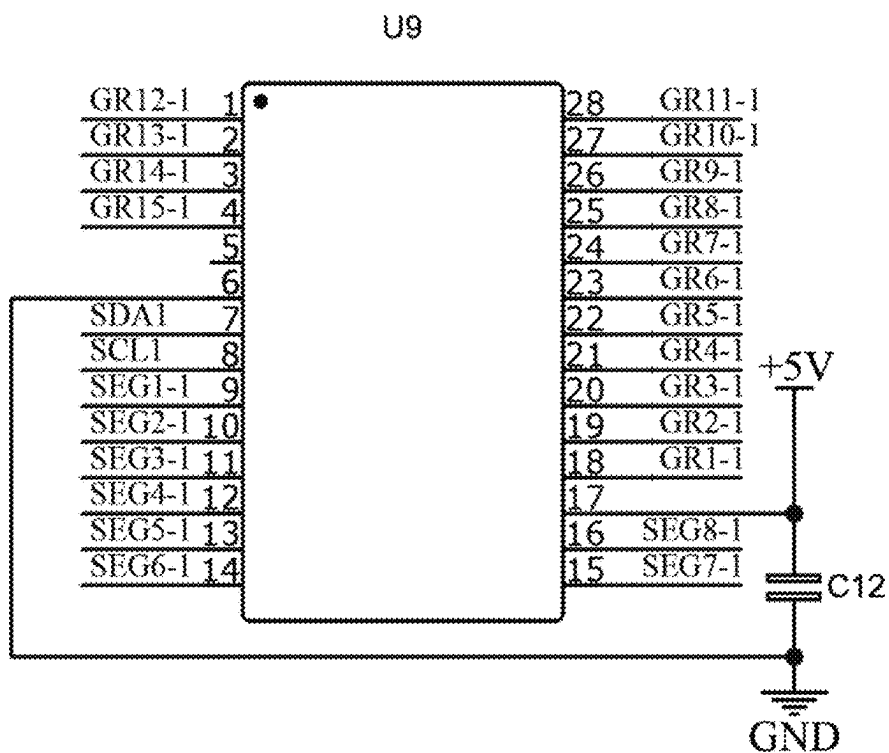 U9
GR12-1 1 28 GR11-1
GR13-1 2 27 GR10-1
GR14-1 3 26 GR9-1
GR15-1 4 25 GR8-1
5 24 GR7-1
6 23 GR6-1
SDA1 7 22 GR5-1
SCL1 8 21 GR4-1
SEG1-1 9 20 GR3-1
+5V
SEG2-1 10 19 GR2-1
SEG3-1 11 18 GR1-1
SEG4-1 12 17
SEG5-1 13 16 SEG8-1
SEG6-1 14 15 SEG7-1
C12
GND